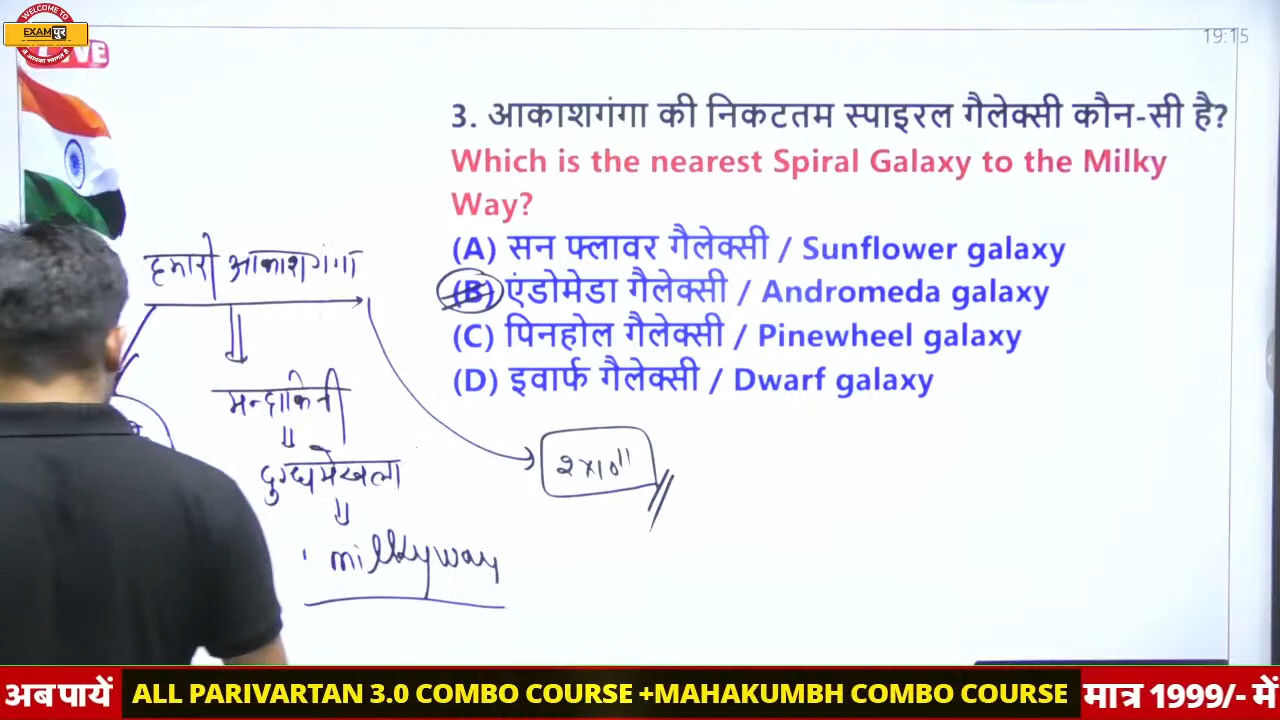 WELCOME TO
EXAMपुर
LIVE
19:15
3. आकाशगंगा की निकटतम स्पाइरल गैलेक्सी कौन-सी है?
Which is the nearest Spiral Galaxy to the Milky
Way?
(A) सन फ्लावर गैलेक्सी / Sunflower galaxy
(B) एंडोमेडा गैलेक्सी / Andromeda galaxy
(C) पिनहोल गैलेक्सी / Pinewheel galaxy
(D) इवार्फ गैलेक्सी / Dwarf galaxy
हमारी आकाशगंगा
मन्दाकिनी
दुग्धमेखला
milkyway
2×10¹¹
अब पायें ALL PARIVARTAN 3.0 COMBO COURSE +MAHAKUMBH COMBO COURSE मात्र 1999/- में